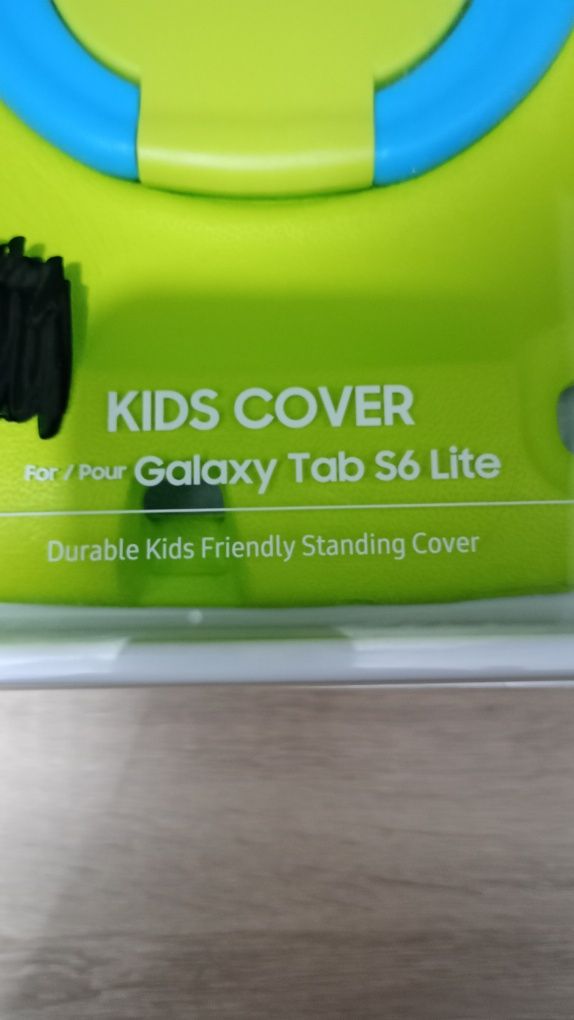 KIDS COVER
For / Pour Galaxy Tab S6 Lite
Durable Kids Friendly Standing Cover